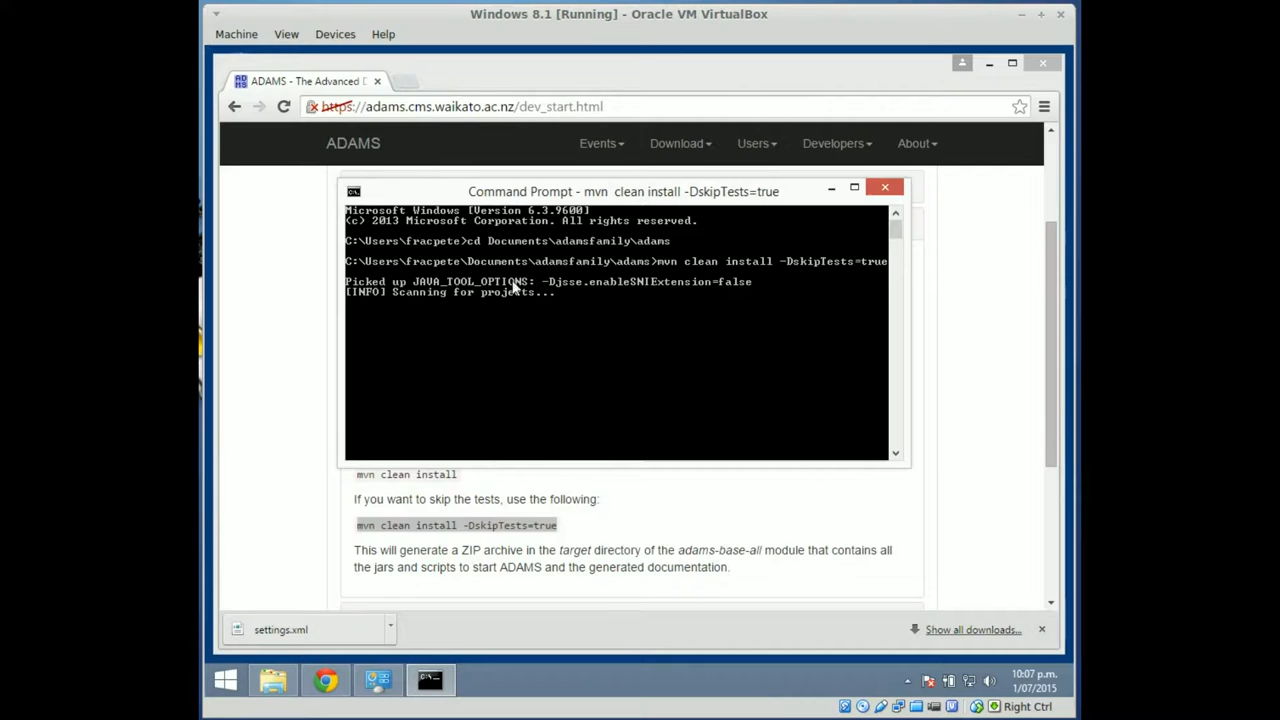 Windows 8.1 [Running] - Oracle VM VirtualBox
Machine View Devices Help
ADAMS - The Advanced D
https://adams.cms.waikato.ac.nz/dev_start.html
ADAMS Events Download Users Developers About
Command Prompt - mvn clean install -DskipTests=true
Microsoft Windows [Version 6.3.9600]
(c) 2013 Microsoft Corporation. All rights reserved.
C:\Users\fracpete>cd Documents\adamsfamily\adams
C:\Users\fracpete\Documents\adamsfamily\adams>mvn clean install -DskipTests=true
Picked up JAVA_TOOL_OPTIONS: -Djsse.enableSNIExtension=false
[INFO] Scanning for projects...
mvn clean install
If you want to skip the tests, use the following:
mvn clean install -DskipTests=true
This will generate a ZIP archive in the target directory of the adams-base-all module that contains all
the jars and scripts to start ADAMS and the generated documentation.
settings.xml
Show all downloads...
10:07 p.m.
1/07/2015
Right Ctrl